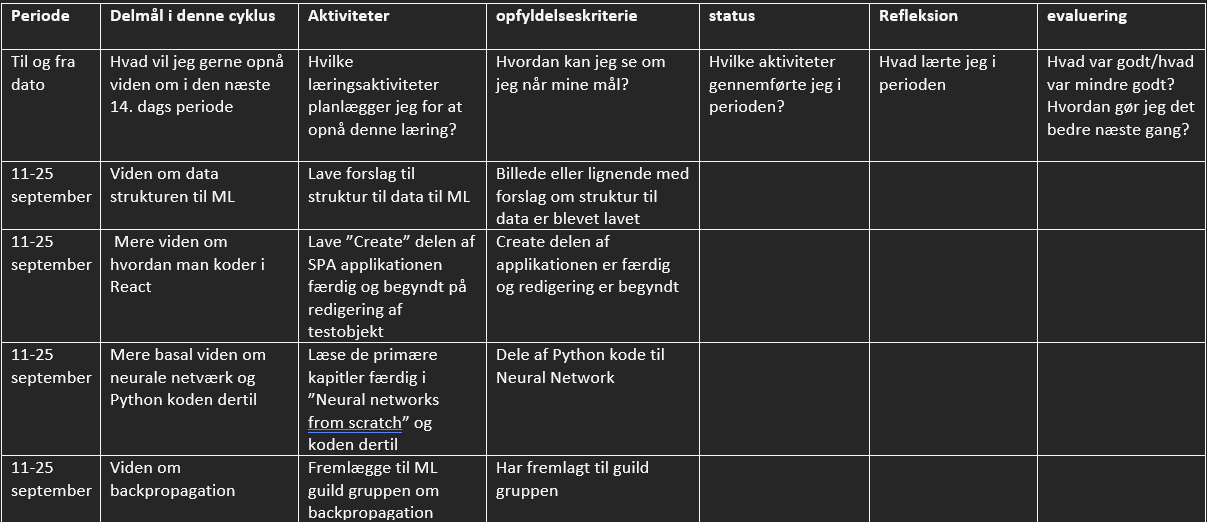 Periode
Delmål i denne cyklus
Aktiviteter
opfyldelseskriterie
status
Refleksion
evaluering
Til og fra
dato
Hvad vil jeg gerne opnå
viden om i den næste
14. dags periode
Hvilke
læringsaktiviteter
planlægger jeg for at
opnå denne læring?
Hvordan kan jeg se om
jeg når mine mål?
Hvilke aktiviteter
gennemførte jeg i
perioden?
Hvad lærte jeg i
perioden
Hvad var godt/hvad
var mindre godt?
Hvordan gør jeg det
bedre næste gang?
11-25
september
Viden om data
strukturen til ML
Lave forslag til
struktur til data til ML
Billede eller lignende med
forslag om struktur til
data er blevet lavet
11-25
september
Mere viden om
hvordan man koder i
React
Lave ”Create” delen af
SPA applikationen
færdig og begyndt på
redigering af
testobjekt
Create delen af
applikationen er færdig
og redigering er begyndt
11-25
september
Mere basal viden om
neurale netværk og
Python koden dertil
Læse de primære
kapitler færdig i
”Neural networks
from scratch” og
koden dertil
Dele af Python kode til
Neural Network
11-25
september
Viden om
backpropagation
Fremlægge til ML
guild gruppen om
backpropagation
Har fremlagt til guild
gruppen